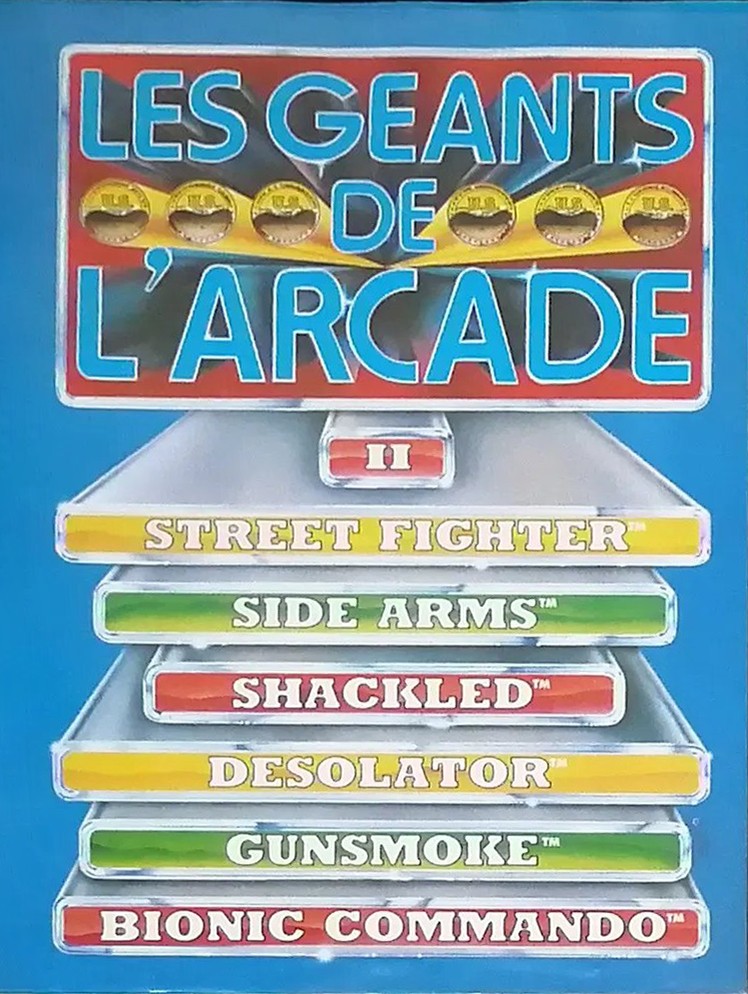 LES GEANTS
U.S. U.S. U.S. DE U.S. U.S. U.S.
L'ARCADE
II
STREET FIGHTER™
SIDE ARMS™
SHACKLED™
DESOLATOR™
GUNSMOKE™
BIONIC COMMANDO™